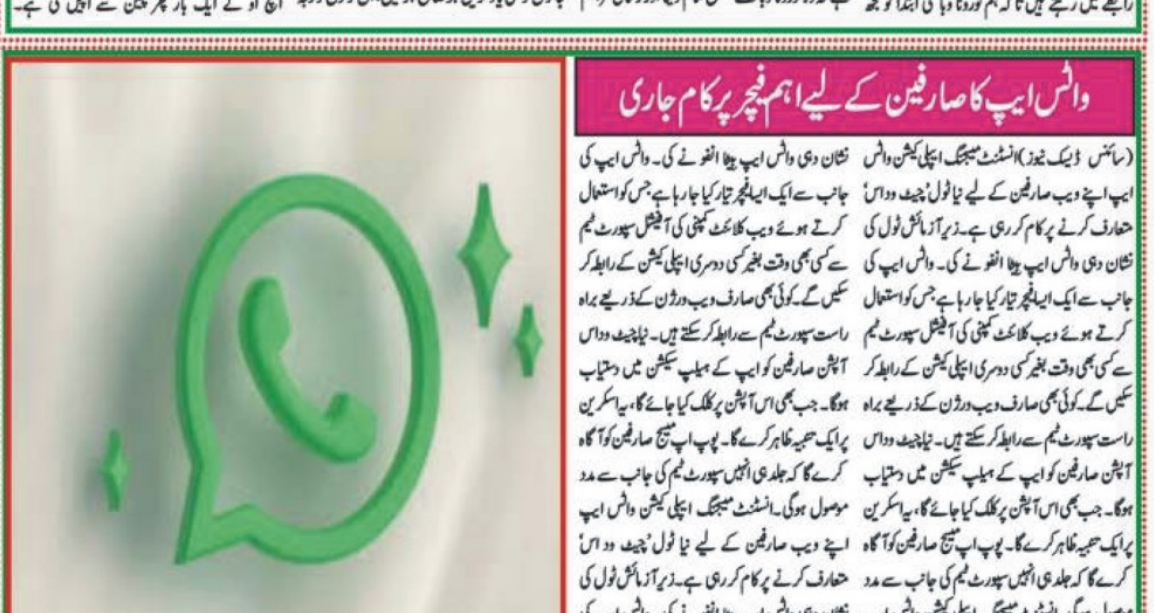 واٹس ایپ کا صارفین کے لیے اہم فیچر پر کام جاری
(سائنس ڈیسک نیوز) انسٹنٹ میسجنگ ایپلی کیشن واٹس
ایپ اپنے ویب صارفین کے لیے نیا ٹول ’چیٹ ود اس‘
متعارف کرنے پر کام کر رہی ہے۔ زیر آزمائش ٹول کی
نشان دہی واٹس ایپ بیٹا انفو نے کی۔ واٹس ایپ کی
جانب سے ایک ایسا فیچر تیار کیا جا رہا ہے جس کو استعمال
کرتے ہوئے ویب کلائنٹ کمپنی کی آفیشل سپورٹ ٹیم
سے کسی بھی وقت بغیر کسی دوسری ایپلی کیشن کے رابطہ کر
سکیں گے۔ کوئی بھی صارف ویب ورژن کے ذریعے براہ
راست سپورٹ ٹیم سے رابطہ کر سکتے ہیں۔ نیا چیٹ ود اس
آپشن صارفین کو ایپ کے ہیلپ سیکشن میں دستیاب
ہوگا۔ جب بھی اس آپشن پر کلک کیا جائے گا، یہ اسکرین
پر ایک تنبیہ ظاہر کرے گا۔ پوپ اپ میسج صارفین کو آگاہ
کرے گا کہ جلد ہی انہیں سپورٹ ٹیم کی جانب سے مدد
نشان دہی واٹس ایپ بیٹا انفو نے کی۔ واٹس ایپ کی
جانب سے ایک ایسا فیچر تیار کیا جا رہا ہے جس کو استعمال
کرتے ہوئے ویب کلائنٹ کمپنی کی آفیشل سپورٹ ٹیم
سے کسی بھی وقت بغیر کسی دوسری ایپلی کیشن کے رابطہ کر
سکیں گے۔ کوئی بھی صارف ویب ورژن کے ذریعے براہ
راست سپورٹ ٹیم سے رابطہ کر سکتے ہیں۔ نیا چیٹ ود اس
آپشن صارفین کو ایپ کے ہیلپ سیکشن میں دستیاب
ہوگا۔ جب بھی اس آپشن پر کلک کیا جائے گا، یہ اسکرین
پر ایک تنبیہ ظاہر کرے گا۔ پوپ اپ میسج صارفین کو آگاہ
کرے گا کہ جلد ہی انہیں سپورٹ ٹیم کی جانب سے مدد
موصول ہوگی۔ انسٹنٹ میسجنگ ایپلی کیشن واٹس ایپ
اپنے ویب صارفین کے لیے نیا ٹول ’چیٹ ود اس‘
متعارف کرنے پر کام کر رہی ہے۔ زیر آزمائش ٹول کی